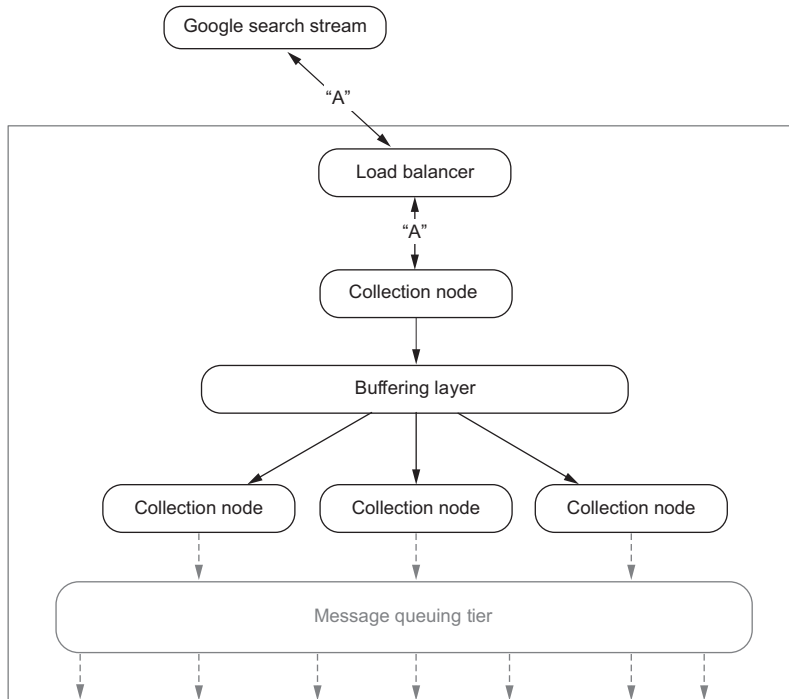 Google search stream
“A”
Load balancer
“A”
Collection node
Buffering layer
Collection node Collection node Collection node
Message queuing tier